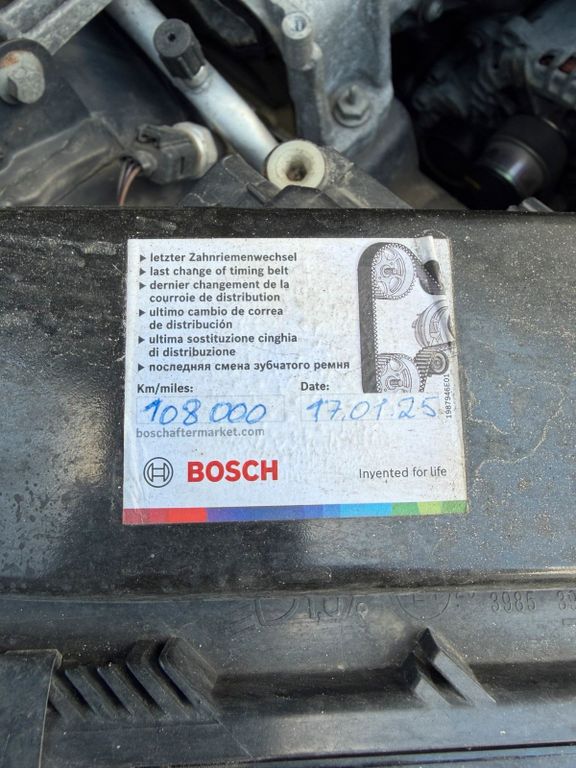 ▸ letzter Zahnriemenwechsel
▸ last change of timing belt
▸ dernier changement de la
courroie de distribution
▸ ultimo cambio de correa
de distribución
▸ ultima sostituzione cinghia
di distribuzione
▸ последняя смена зубчатого ремня
Km/miles: Date:
108 000 17.01.25
boschaftermarket.com
1987946E01
BOSCH
Invented for life
3985